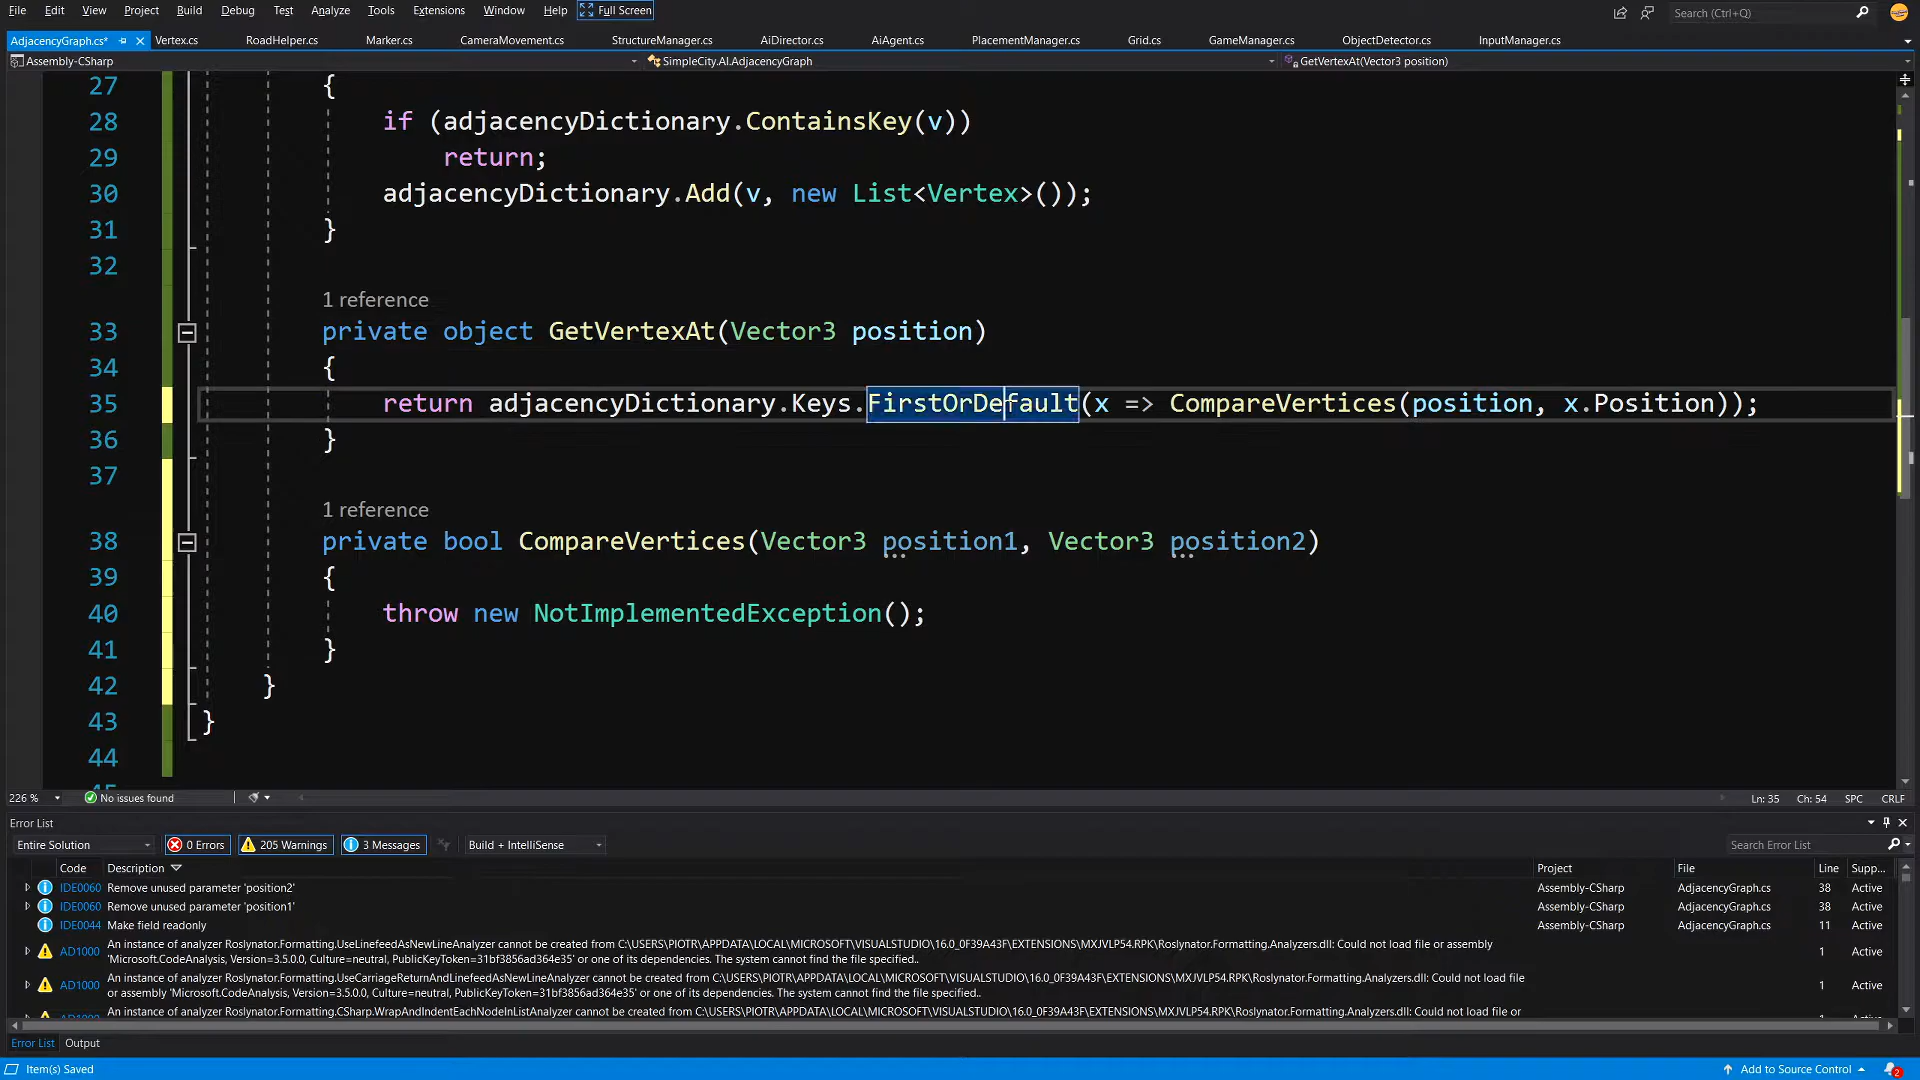 File Edit View Project Build Debug Test Analyze Tools Extensions Window Help Full Screen Search (Ctrl+Q)
AdjacencyGraph.cs* Vertex.cs RoadHelper.cs Marker.cs CameraMovement.cs StructureManager.cs AiDirector.cs AiAgent.cs PlacementManager.cs Grid.cs GameManager.cs ObjectDetector.cs InputManager.cs
Assembly-CSharp SimpleCity.AI.AdjacencyGraph GetVertexAt(Vector3 position)
27 {
28 if (adjacencyDictionary.ContainsKey(v))
29 return;
30 adjacencyDictionary.Add(v, new List<Vertex>());
31 }
32
1 reference
33 private object GetVertexAt(Vector3 position)
34 {
35 return adjacencyDictionary.Keys.FirstOrDefault(x => CompareVertices(position, x.Position));
36 }
37
1 reference
38 private bool CompareVertices(Vector3 position1, Vector3 position2)
39 {
40 throw new NotImplementedException();
41 }
42 }
43 }
44
226 % No issues found Ln: 35 Ch: 54 SPC CRLF
Error List
Entire Solution 0 Errors 205 Warnings 3 Messages Build + IntelliSense Search Error List
Code Description Project File Line Supp...
IDE0060 Remove unused parameter 'position2' Assembly-CSharp AdjacencyGraph.cs 38 Active
IDE0060 Remove unused parameter 'position1' Assembly-CSharp AdjacencyGraph.cs 38 Active
IDE0044 Make field readonly Assembly-CSharp AdjacencyGraph.cs 11 Active
AD1000 An instance of analyzer Roslynator.Formatting.UseLinefeedAsNewLineAnalyzer cannot be created from C:\USERS\PIOTR\APPDATA\LOCAL\MICROSOFT\VISUALSTUDIO\16.0_0F39A43F\EXTENSIONS\MXJVLP54.RPK\Roslynator.Formatting.Analyzers.dll: Could not load file or assembly 1 Active
'Microsoft.CodeAnalysis, Version=3.5.0.0, Culture=neutral, PublicKeyToken=31bf3856ad364e35' or one of its dependencies. The system cannot find the file specified..
AD1000 An instance of analyzer Roslynator.Formatting.UseCarriageReturnAndLinefeedAsNewLineAnalyzer cannot be created from C:\USERS\PIOTR\APPDATA\LOCAL\MICROSOFT\VISUALSTUDIO\16.0_0F39A43F\EXTENSIONS\MXJVLP54.RPK\Roslynator.Formatting.Analyzers.dll: Could not load file 1 Active
or assembly 'Microsoft.CodeAnalysis, Version=3.5.0.0, Culture=neutral, PublicKeyToken=31bf3856ad364e35' or one of its dependencies. The system cannot find the file specified..
An instance of analyzer Roslynator.Formatting.CSharp.WrapAndIndentEachNodeInListAnalyzer cannot be created from C:\USERS\PIOTR\APPDATA\LOCAL\MICROSOFT\VISUALSTUDIO\16.0_0F39A43F\EXTENSIONS\MXJVLP54.RPK\Roslynator.Formatting.Analyzers.dll: Could not load file or
Error List Output
Item(s) Saved Add to Source Control 2